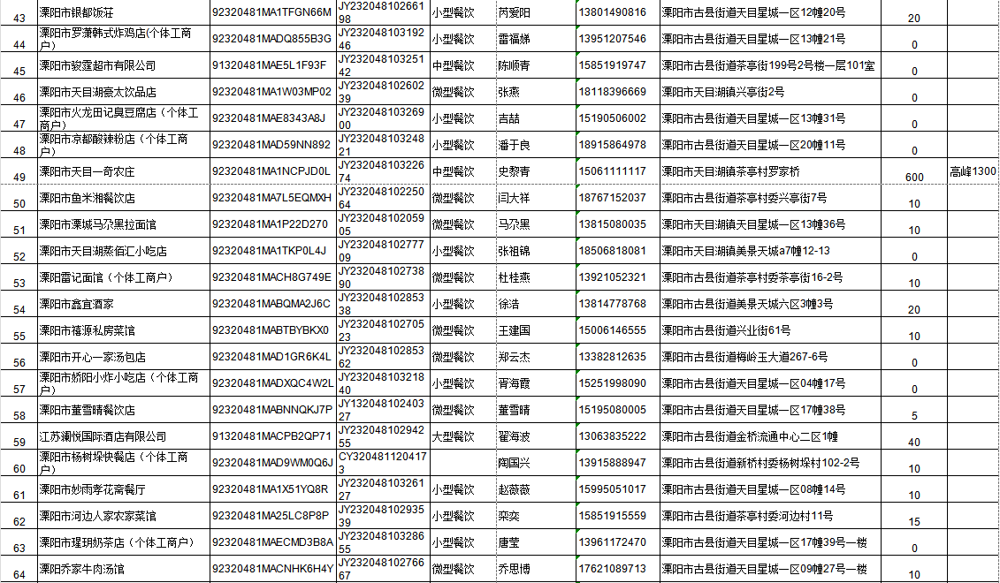 43 溧阳市银都饭荘 92320481MA1TFGN66M JY23204810266198 小型餐饮 芮爱阳 13801490816 溧阳市古县街道天目星城一区12幢20号 20
44 溧阳市罗潇韩式炸鸡店(个体工商户) 92320481MADQ855B3G JY23204810319246 小型餐饮 雷福娣 13951207546 溧阳市古县街道天目星城一区13幢21号 0
45 溧阳市骏霆超市有限公司 91320481MAE5L1F93F JY23204810325142 中型餐饮 陈顺青 15851919747 溧阳市古县街道茶亭街199号2号楼一层101室 0
46 溧阳市天目湖豪太饮品店 92320481MA1W03MP02 JY23204810260239 微型餐饮 张燕 18118396669 溧阳市天目湖镇兴亭街2号 0
47 溧阳市火龙田记臭豆腐店（个体工商户） 92320481MAE8343A8J JY23204810326900 小型餐饮 吉喆 15190506002 溧阳市古县街道天目星城一区13幢31号 0
48 溧阳市凉都酸辣粉店（个体工商户） 92320481MAD59NN892 JY23204810324821 小型餐饮 潘于良 18915864978 溧阳市古县街道天目星城一区20幢11号 0
49 溧阳市天目一奇农庄 92320481MA1NCPJD0L JY23204810322674 中型餐饮 史黎青 15061111117 溧阳市天目湖镇茶亭村罗家桥 600 高峰1300
50 溧阳市鱼米湘餐饮店 92320481MA7L5EQMXH JY23204810225064 微型餐饮 闫大祥 18767152037 溧阳市古县街道茶亭村委兴亭街7号 10
51 溧阳市溧城马尕黑拉面馆 92320481MA1P22D270 JY23204810205905 微型餐饮 马尕黑 13815080035 溧阳市天目湖镇天目星城一区13幢36号 10
52 溧阳市天目湖蒸佰汇小吃店 92320481MA1TKP0L4J JY23204810277709 小型餐饮 张祖锦 18506818081 溧阳市天目湖镇美景天城a7幢12-13 0
53 溧阳雷记面馆（个体工商户） 92320481MACH8G749E JY23204810273890 微型餐饮 杜桂燕 13921052321 溧阳市古县街道茶亭村委茶亭街16-2号 10
54 溧阳市鑫宜酒家 92320481MABQMA2J6C JY23204810285338 小型餐饮 徐浩 13814778768 溧阳市古县街道美景天城六区3幢3号 20
55 溧阳市禧源私房菜馆 92320481MABTBYBKX0 JY23204810270523 微型餐饮 王建国 15006146555 溧阳市古县街道兴业街61号 10
56 溧阳市开心一家汤包店 92320481MAD1GR6K4L JY23204810285362 微型餐饮 郑云杰 13382812635 溧阳市古县街道梅岭玉大道267-6号 0
57 溧阳市娇阳小炸小吃店（个体工商户） 92320481MADXQC4W2L JY23204810321840 小型餐饮 胥海霞 15251998090 溧阳市古县街道天目星城一区04幢17号 0
58 溧阳市董雪晴餐饮店 92320481MABNNQKJ7P JY13204810240327 微型餐饮 董雪晴 15195080005 溧阳市古县街道天目星城一区17幢38号 5
59 江苏澜悦国际酒店有限公司 91320481MACPB2QP71 JY23204810294255 大型餐饮 翟海波 13063835222 溧阳市古县街道金桥流通中心二区1幢 40
60 溧阳市杨树垛快餐店（个体工商户） 92320481MAD9WM0Q6J CY3204811204173 陶国兴 13915888947 溧阳市古县街道新桥村委杨树垛村102-2号 10
61 溧阳市妙雨孝花斋餐厅 92320481MA1X51YQ8R JY23204810326127 小型餐饮 赵薇薇 15995051017 溧阳市古县街道天目星城一区08幢14号 10
62 溧阳市河边人家农家菜馆 92320481MA25LC8P8P JY23204810293539 小型餐饮 栾奕 15851915559 溧阳市古县街道茶亭村委河边村11号 15
63 溧阳市瑆玥奶茶店（个体工商户） 92320481MAECMD3B8A JY23204810328655 小型餐饮 唐莹 13961172470 溧阳市古县街道天目星城一区17幢39号一楼 0
64 溧阳乔家牛肉汤馆 92320481MACNHK6H4Y JY23204810276667 微型餐饮 乔思博 17621089713 溧阳市古县街道天目星城一区09幢27号一楼 10